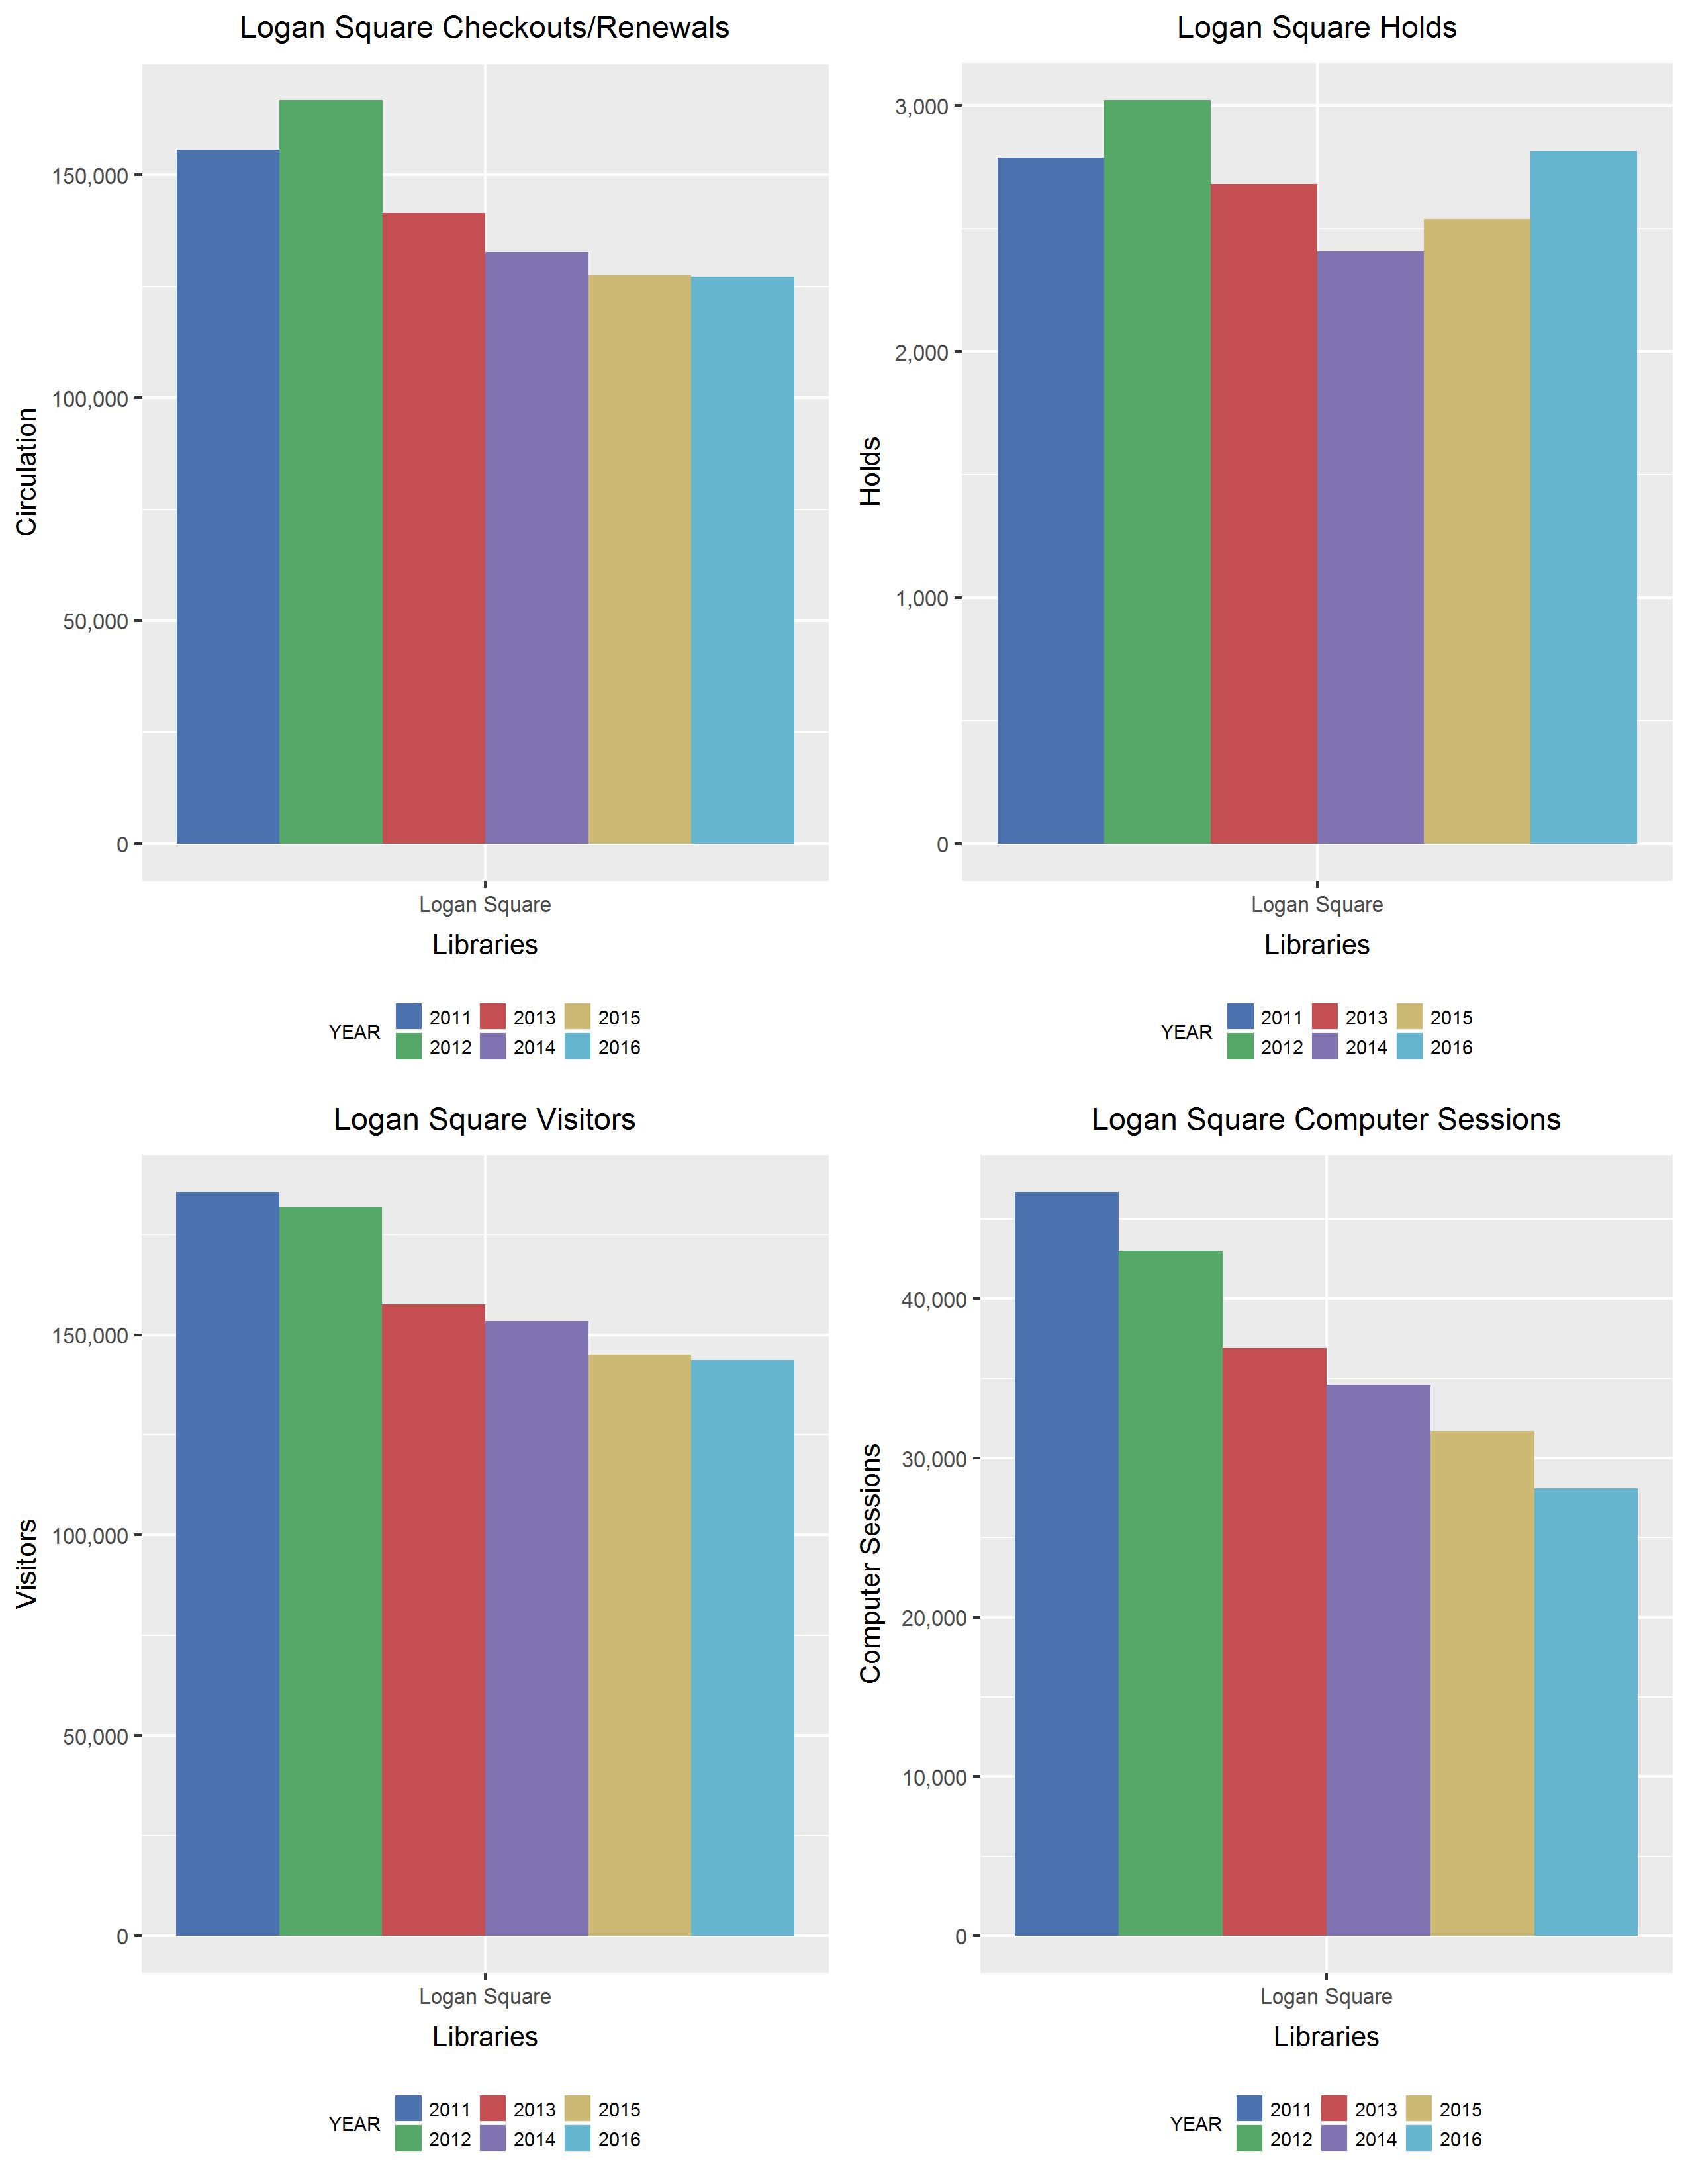 Logan Square Checkouts/Renewals
Circulation
150,000
100,000
50,000
0
Logan Square
Libraries
YEAR 2011 2013 2015
2012 2014 2016
Logan Square Holds
Holds
3,000
2,000
1,000
0
Logan Square
Libraries
YEAR 2011 2013 2015
2012 2014 2016
Logan Square Visitors
Visitors
150,000
100,000
50,000
0
Logan Square
Libraries
YEAR 2011 2013 2015
2012 2014 2016
Logan Square Computer Sessions
Computer Sessions
40,000
30,000
20,000
10,000
0
Logan Square
Libraries
YEAR 2011 2013 2015
2012 2014 2016